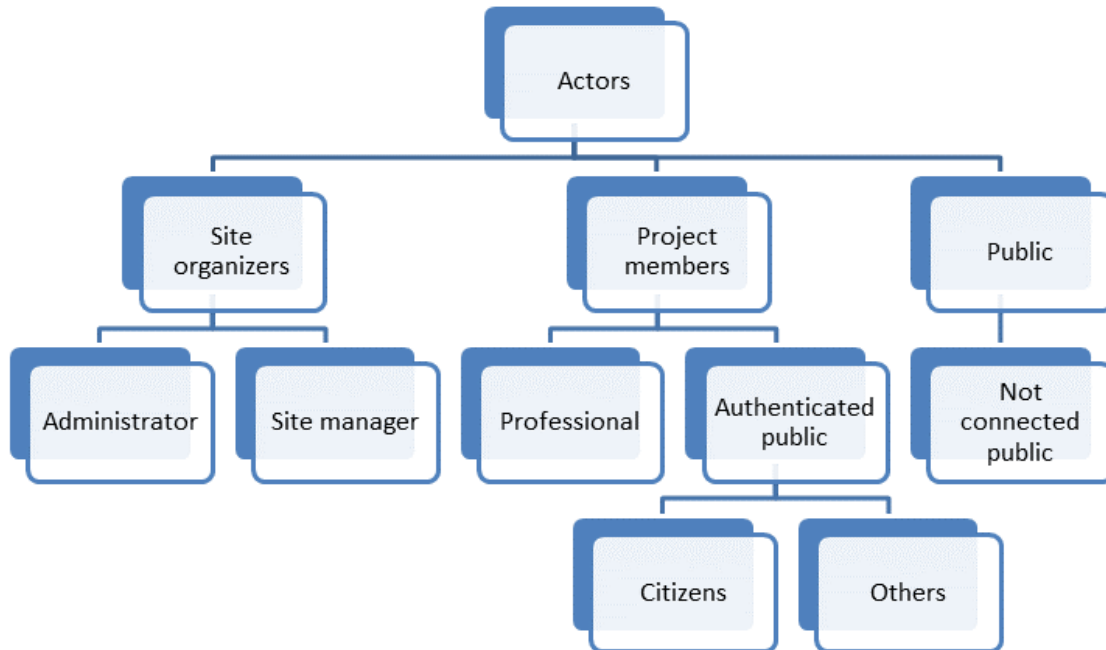 Actors
Site
organizers
Project
members
Public
Administrator
Site manager
Professional
Authenticated
public
Not
connected
public
Citizens
Others